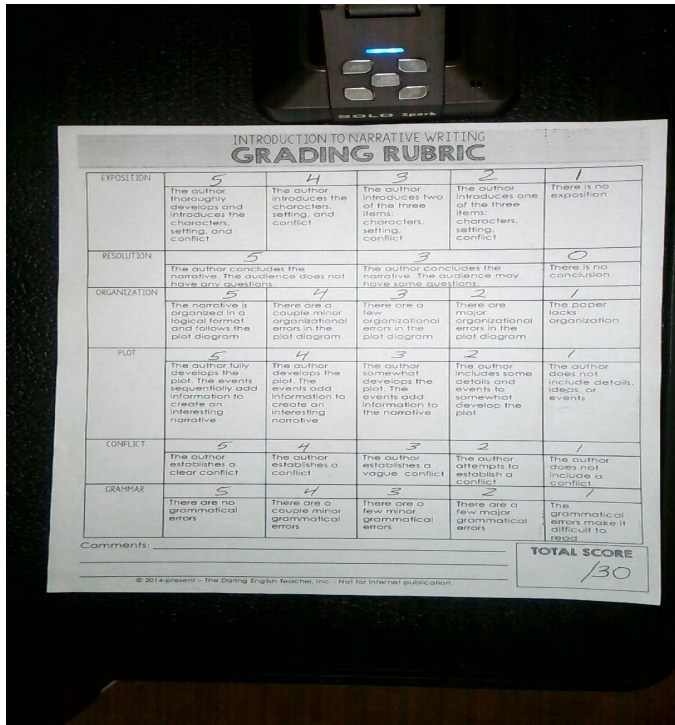 GOLD Spark
INTRODUCTION TO NARRATIVE WRITING
GRADING RUBRIC
EXPOSITION
5
The author
thoroughly
develops and
introduces the
characters,
setting, and
conflict
4
The author
introduces the
characters,
setting, and
conflict
3
The author
introduces two
of the three
items:
characters,
setting,
conflict
2
The author
introduces one
of the three
items:
characters,
setting,
conflict
1
There is no
exposition
RESOLUTION
5
The author concludes the
narrative. The audience does not
have any questions.
3
The author concludes the
narrative. The audience may
have some questions.
0
There is no
conclusion
ORGANIZATION
5
The narrative is
organized in a
logical format
and follows the
plot diagram
4
There are a
couple minor
organizational
errors in the
plot diagram
3
There are a
few
organizational
errors in the
plot diagram
2
There are
major
organizational
errors in the
plot diagram
1
The paper
lacks
organization
PLOT
5
The author fully
develops the
plot. The events
sequentially add
information to
create an
interesting
narrative
4
The author
develops the
plot. The
events add
information to
create an
interesting
narrative
3
The author
somewhat
develops the
plot. The
events add
information to
the narrative
2
The author
includes some
details and
events to
somewhat
develop the
plot
1
The author
does not
include details,
ideas, or
events
CONFLICT
5
The author
establishes a
clear conflict
4
The author
establishes a
conflict
3
The author
establishes a
vague conflict
2
The author
attempts to
establish a
conflict
1
The author
does not
include a
conflict
GRAMMAR
5
There are no
grammatical
errors
4
There are a
couple minor
grammatical
errors
3
There are a
few minor
grammatical
errors
2
There are a
few major
grammatical
errors
1
The
grammatical
errors make it
difficult to
read
Comments:
TOTAL SCORE
/30
© 2014-present – The Daring English Teacher, Inc. - Not for internet publication.